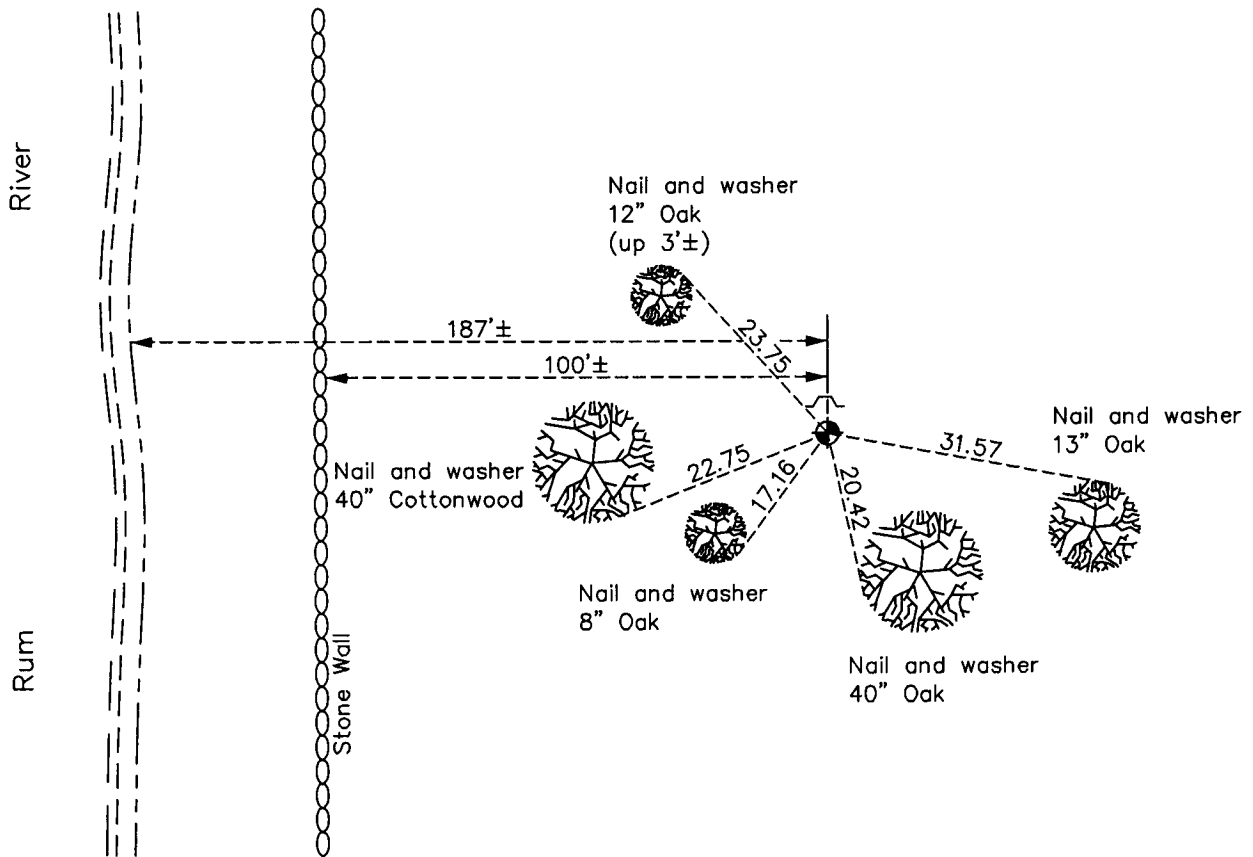 River
Nail and washer
12" Oak
(up 3'±)
187'±
23.75
100'±
Nail and washer
13" Oak
31.57
Nail and washer
40" Cottonwood
22.75
17.16
20.42
Nail and washer
8" Oak
Nail and washer
40" Oak
Rum
Stone Wall